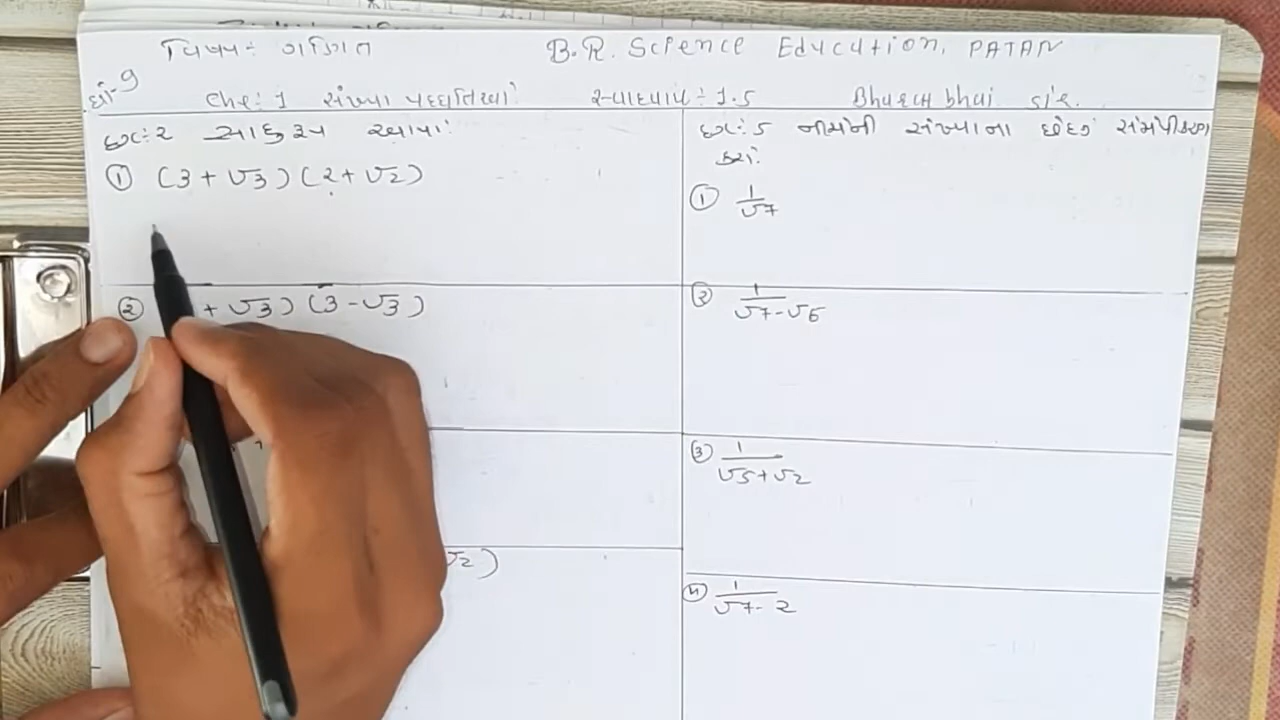 વિષય:- ગણિત
B.R. Science Education, PATAN
ધો-9
Ch:-1 સંખ્યા પદ્ધતિઓ
સ્વાધ્યાય:- 1.5
Bhavesh bhai sir.
પ્ર:-૨ સાદુરૂપ આપો:
① (3 + √3)(2 + √2)
② + √3) (3 - √3)
√2)
પ્ર:-5 નીચેની સંખ્યાના છેદનું સંમેયીકરણ
કરો:
① 1/√7
② 1/√7-√6
③ 1/√5+√2
④ 1/√7-2